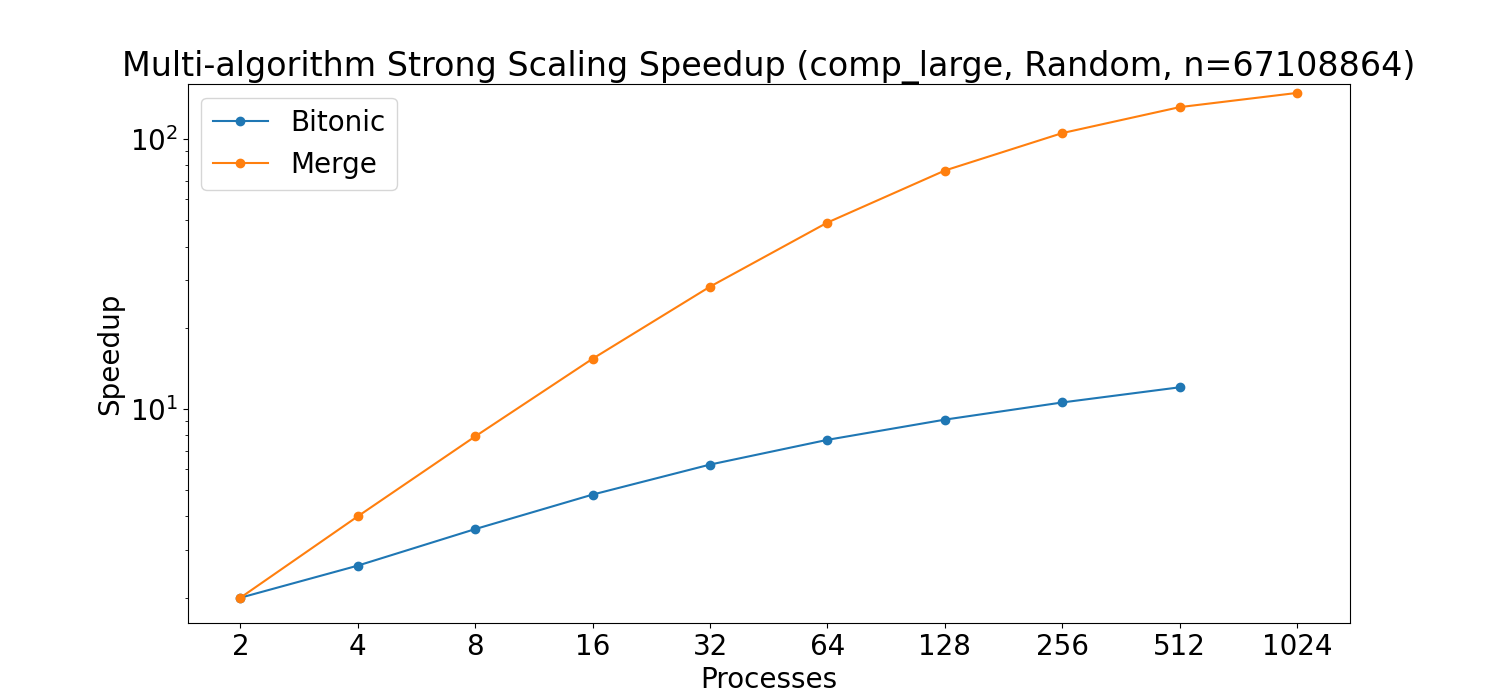 Multi-algorithm Strong Scaling Speedup (comp_large, Random, n=67108864)
Bitonic
Merge
10²
10¹
Speedup
2 4 8 16 32 64 128 256 512 1024
Processes